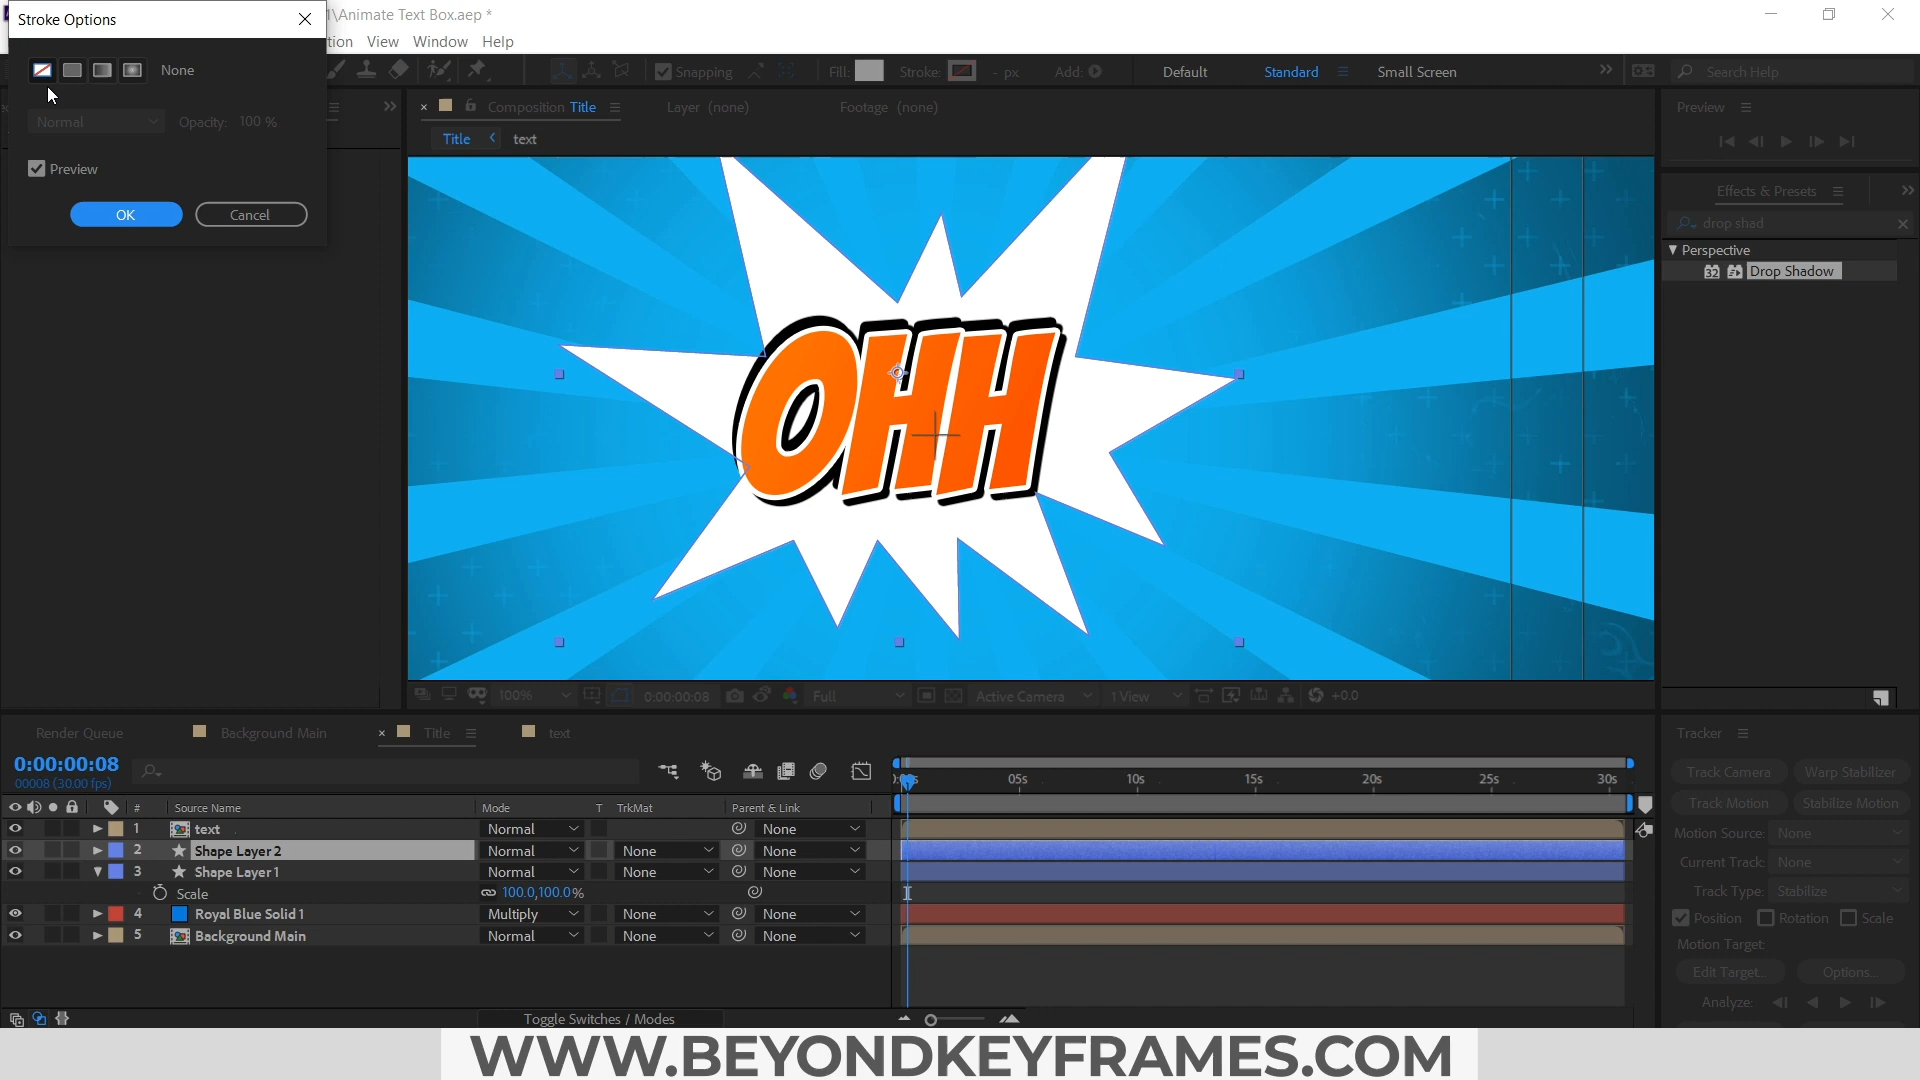 Stroke Options
1\Animate Text Box.aep *
tion View Window Help
None
Normal
Opacity: 100 %
Preview
OK
Cancel
Snapping
Fill:
Stroke:
- px
Add:
Default
Standard
Small Screen
Search Help
Composition Title
Layer (none)
Footage (none)
Title
text
OHH
Preview
Effects & Presets
drop shad
Perspective
32
Drop Shadow
100%
0:00:00:08
Full
Active Camera
1 View
+0.0
Render Queue
Background Main
Title
text
0:00:00:08
00008 (30.00 fps)
05s
10s
15s
20s
25s
30s
#
Source Name
Mode
T
TrkMat
Parent & Link
1 text Normal None
2 Shape Layer 2 Normal None None
3 Shape Layer 1 Normal None None
Scale 100.0,100.0%
4 Royal Blue Solid 1 Multiply None None
5 Background Main Normal None None
Toggle Switches / Modes
Tracker
Track Camera
Warp Stabilizer
Track Motion
Stabilize Motion
Motion Source: None
Current Track: None
Track Type: Stabilize
Position Rotation Scale
Motion Target:
Edit Target...
Options...
Analyze:
WWW.BEYONDKEYFRAMES.COM